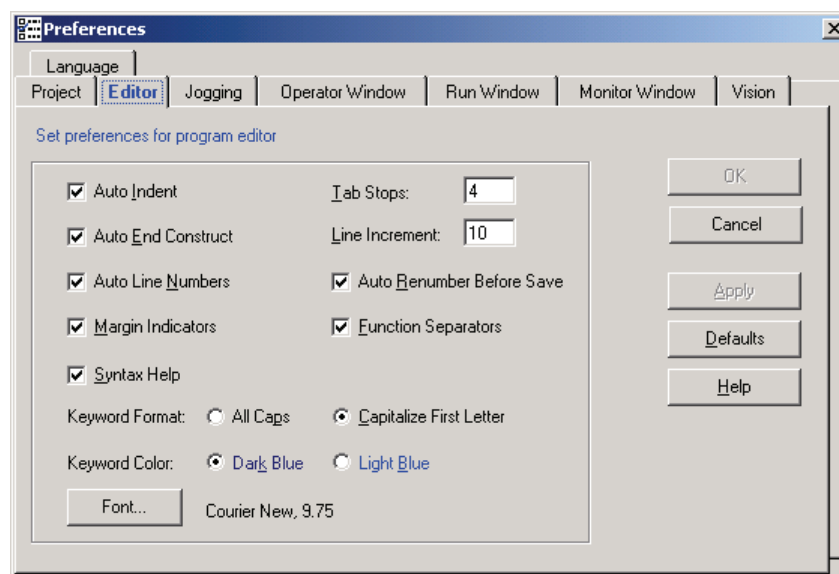 Preferences
Language
Project Editor Jogging Operator Window Run Window Monitor Window Vision
Set preferences for program editor
Auto Indent Tab Stops: 4 OK
Auto End Construct Line Increment: 10 Cancel
Auto Line Numbers Auto Renumber Before Save Apply
Margin Indicators Function Separators Defaults
Syntax Help Help
Keyword Format: All Caps Capitalize First Letter
Keyword Color: Dark Blue Light Blue
Font... Courier New, 9.75